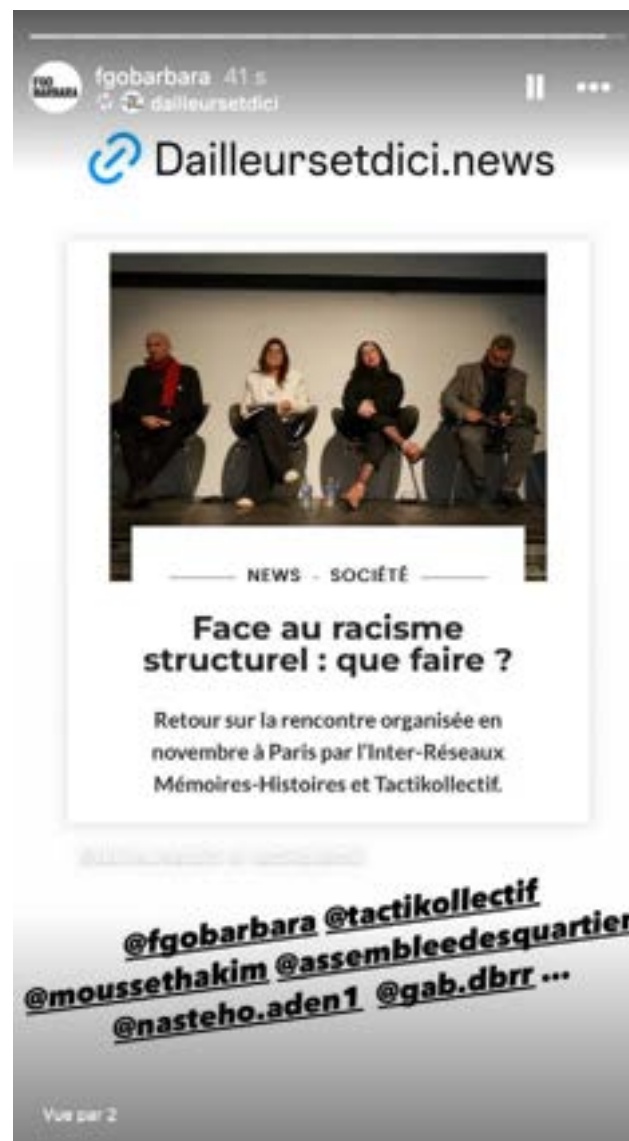 FGO
BARBARA
fgobarbara 41 s
dailleursetdici
Dailleursetdici.news
NEWS - SOCIÉTÉ
Face au racisme
structurel : que faire ?
Retour sur la rencontre organisée en
novembre à Paris par l'Inter-Réseaux
Mémoires-Histoires et Tactikollectif.
@fgobarbara @tactikollectif
@moussethakim @assembleedesquartier
@nasteho.aden1 @gab.dbrr ...
Vue par 2